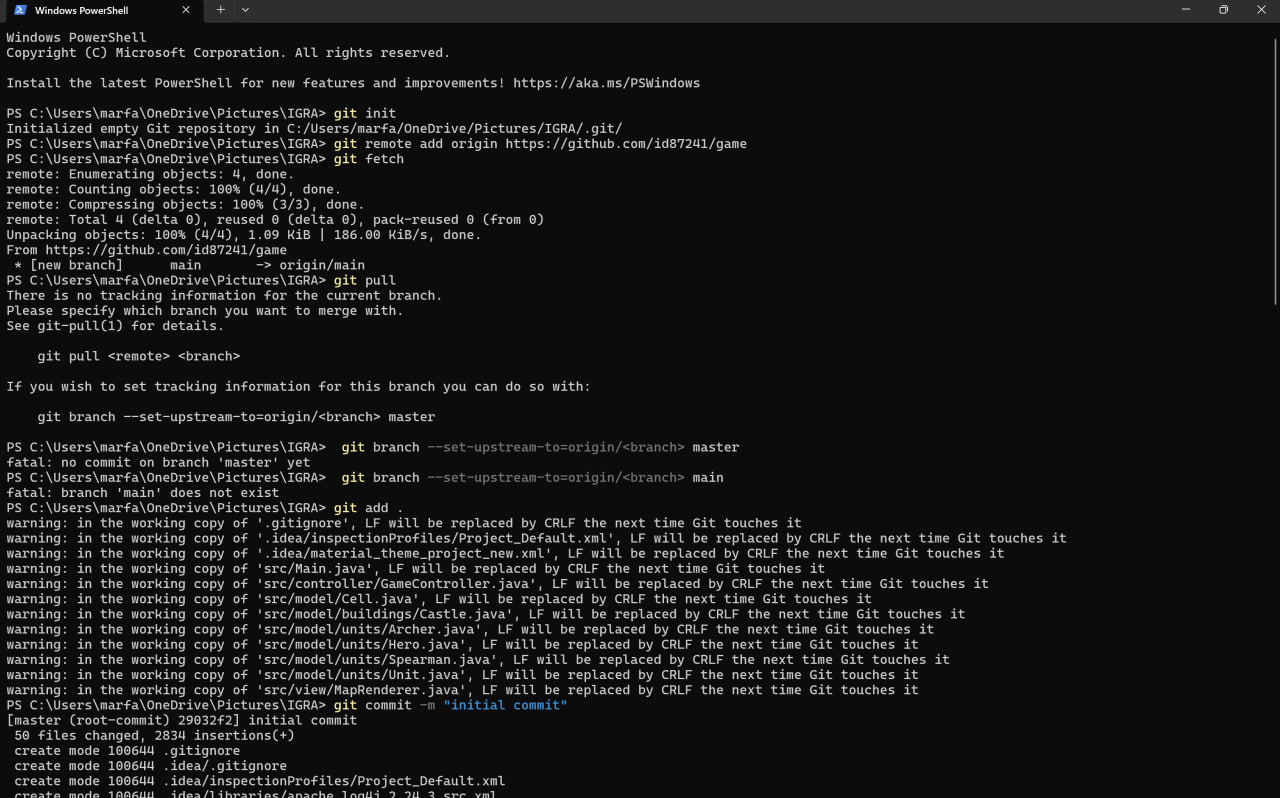 Windows PowerShell
Windows PowerShell
Copyright (C) Microsoft Corporation. All rights reserved.
Install the latest PowerShell for new features and improvements! https://aka.ms/PSWindows
PS C:\Users\marfa\OneDrive\Pictures\IGRA> git init
Initialized empty Git repository in C:/Users/marfa/OneDrive/Pictures/IGRA/.git/
PS C:\Users\marfa\OneDrive\Pictures\IGRA> git remote add origin https://github.com/id87241/game
PS C:\Users\marfa\OneDrive\Pictures\IGRA> git fetch
remote: Enumerating objects: 4, done.
remote: Counting objects: 100% (4/4), done.
remote: Compressing objects: 100% (3/3), done.
remote: Total 4 (delta 0), reused 0 (delta 0), pack-reused 0 (from 0)
Unpacking objects: 100% (4/4), 1.09 KiB | 186.00 KiB/s, done.
From https://github.com/id87241/game
 * [new branch]      main       -> origin/main
PS C:\Users\marfa\OneDrive\Pictures\IGRA> git pull
There is no tracking information for the current branch.
Please specify which branch you want to merge with.
See git-pull(1) for details.
    git pull <remote> <branch>
If you wish to set tracking information for this branch you can do so with:
    git branch --set-upstream-to=origin/<branch> master
PS C:\Users\marfa\OneDrive\Pictures\IGRA>  git branch --set-upstream-to=origin/<branch> master
fatal: no commit on branch 'master' yet
PS C:\Users\marfa\OneDrive\Pictures\IGRA>  git branch --set-upstream-to=origin/<branch> main
fatal: branch 'main' does not exist
PS C:\Users\marfa\OneDrive\Pictures\IGRA> git add .
warning: in the working copy of '.gitignore', LF will be replaced by CRLF the next time Git touches it
warning: in the working copy of '.idea/inspectionProfiles/Project_Default.xml', LF will be replaced by CRLF the next time Git touches it
warning: in the working copy of '.idea/material_theme_project_new.xml', LF will be replaced by CRLF the next time Git touches it
warning: in the working copy of 'src/Main.java', LF will be replaced by CRLF the next time Git touches it
warning: in the working copy of 'src/controller/GameController.java', LF will be replaced by CRLF the next time Git touches it
warning: in the working copy of 'src/model/Cell.java', LF will be replaced by CRLF the next time Git touches it
warning: in the working copy of 'src/model/buildings/Castle.java', LF will be replaced by CRLF the next time Git touches it
warning: in the working copy of 'src/model/units/Archer.java', LF will be replaced by CRLF the next time Git touches it
warning: in the working copy of 'src/model/units/Hero.java', LF will be replaced by CRLF the next time Git touches it
warning: in the working copy of 'src/model/units/Spearman.java', LF will be replaced by CRLF the next time Git touches it
warning: in the working copy of 'src/model/units/Unit.java', LF will be replaced by CRLF the next time Git touches it
warning: in the working copy of 'src/view/MapRenderer.java', LF will be replaced by CRLF the next time Git touches it
PS C:\Users\marfa\OneDrive\Pictures\IGRA> git commit -m "initial commit"
[master (root-commit) 29032f2] initial commit
 50 files changed, 2834 insertions(+)
 create mode 100644 .gitignore
 create mode 100644 .idea/.gitignore
 create mode 100644 .idea/inspectionProfiles/Project_Default.xml
 create mode 100644 .idea/libraries/apache_log4j_2_24_3_src.xml